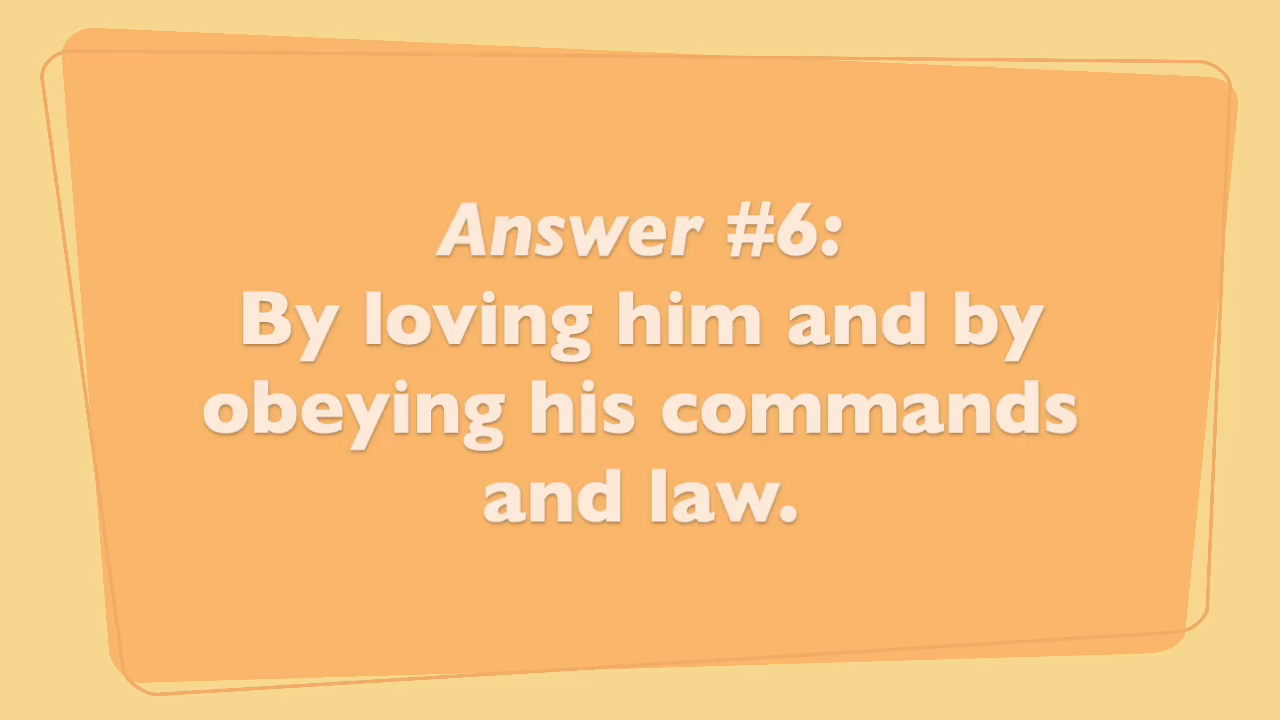 Answer #6:
By loving him and by
obeying his commands
and law.